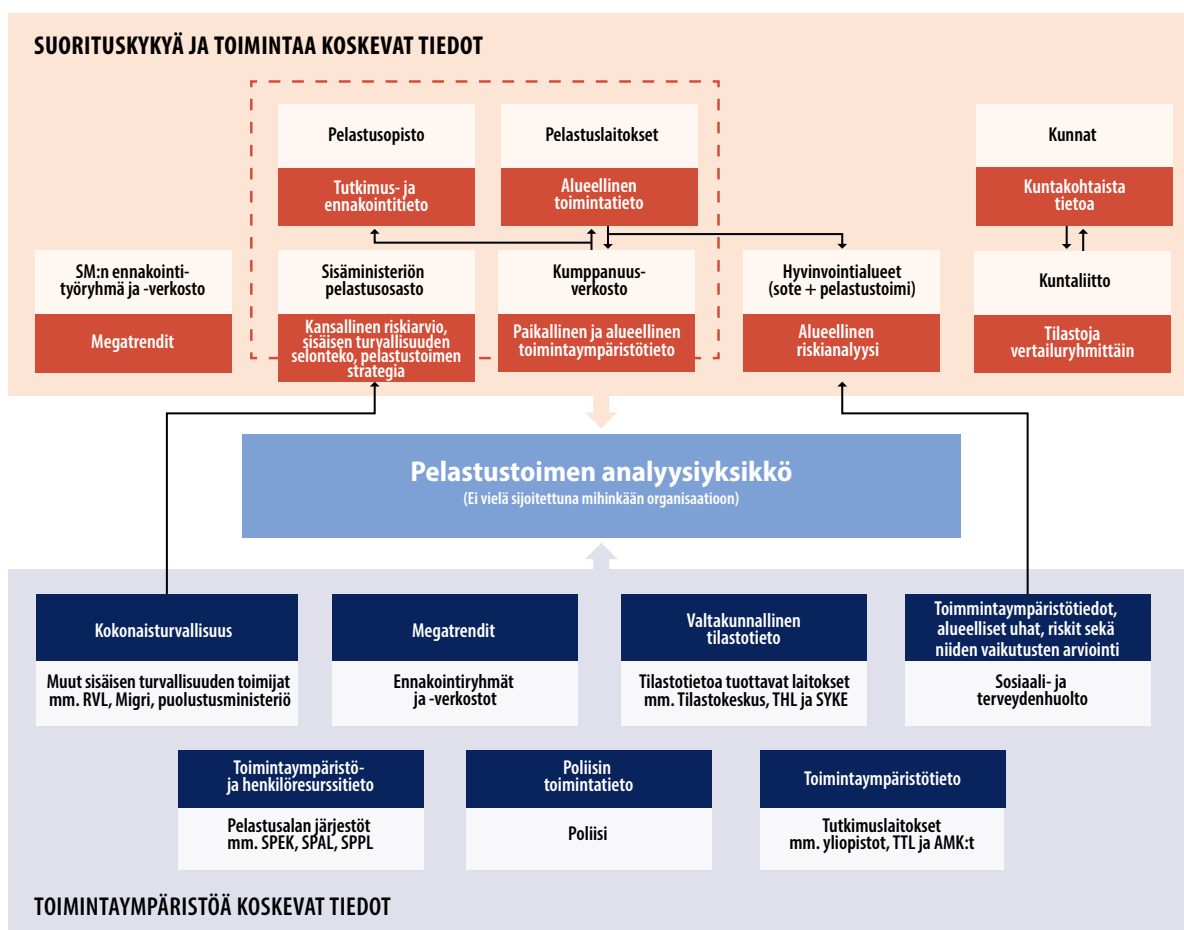 SUORITUSKYKYÄ JA TOIMINTAA KOSKEVAT TIEDOT
Pelastusopisto
Tutkimus- ja
ennakointitieto
Pelastuslaitokset
Alueellinen
toimintatieto
Kunnat
Kuntakohtaista
tietoa
SM:n ennakointi-
työryhmä ja -verkosto
Megatrendit
Sisäministeriön
pelastusosasto
Kansallinen riskiarvio,
sisäisen turvallisuuden
selonteko, pelastustoimen
strategia
Kumppanuus-
verkosto
Paikallinen ja alueellinen
toimintaympäristötieto
Hyvinvointialueet
(sote + pelastustoimi)
Alueellinen
riskianalyysi
Kuntaliitto
Tilastoja
vertailuryhmittäin
Pelastustoimen analyysiyksikkö
(Ei vielä sijoitettuna mihinkään organisaatioon)
Kokonaisturvallisuus
Muut sisäisen turvallisuuden toimijat
mm. RVL, Migri, puolustusministeriö
Megatrendit
Ennakointiryhmät
ja -verkostot
Valtakunnallinen
tilastotieto
Tilastotietoa tuottavat laitokset
mm. Tilastokeskus, THL ja SYKE
Toimmintaympäristötiedot,
alueelliset uhat, riskit sekä
niiden vaikutusten arviointi
Sosiaali- ja
terveydenhuolto
Toimintaympäristö-
ja henkilöresurssitieto
Pelastusalan järjestöt
mm. SPEK, SPAL, SPPL
Poliisin
toimintatieto
Poliisi
Toimintaympäristötieto
Tutkimuslaitokset
mm. yliopistot, TTL ja AMK:t
TOIMINTAYMPÄRISTÖÄ KOSKEVAT TIEDOT